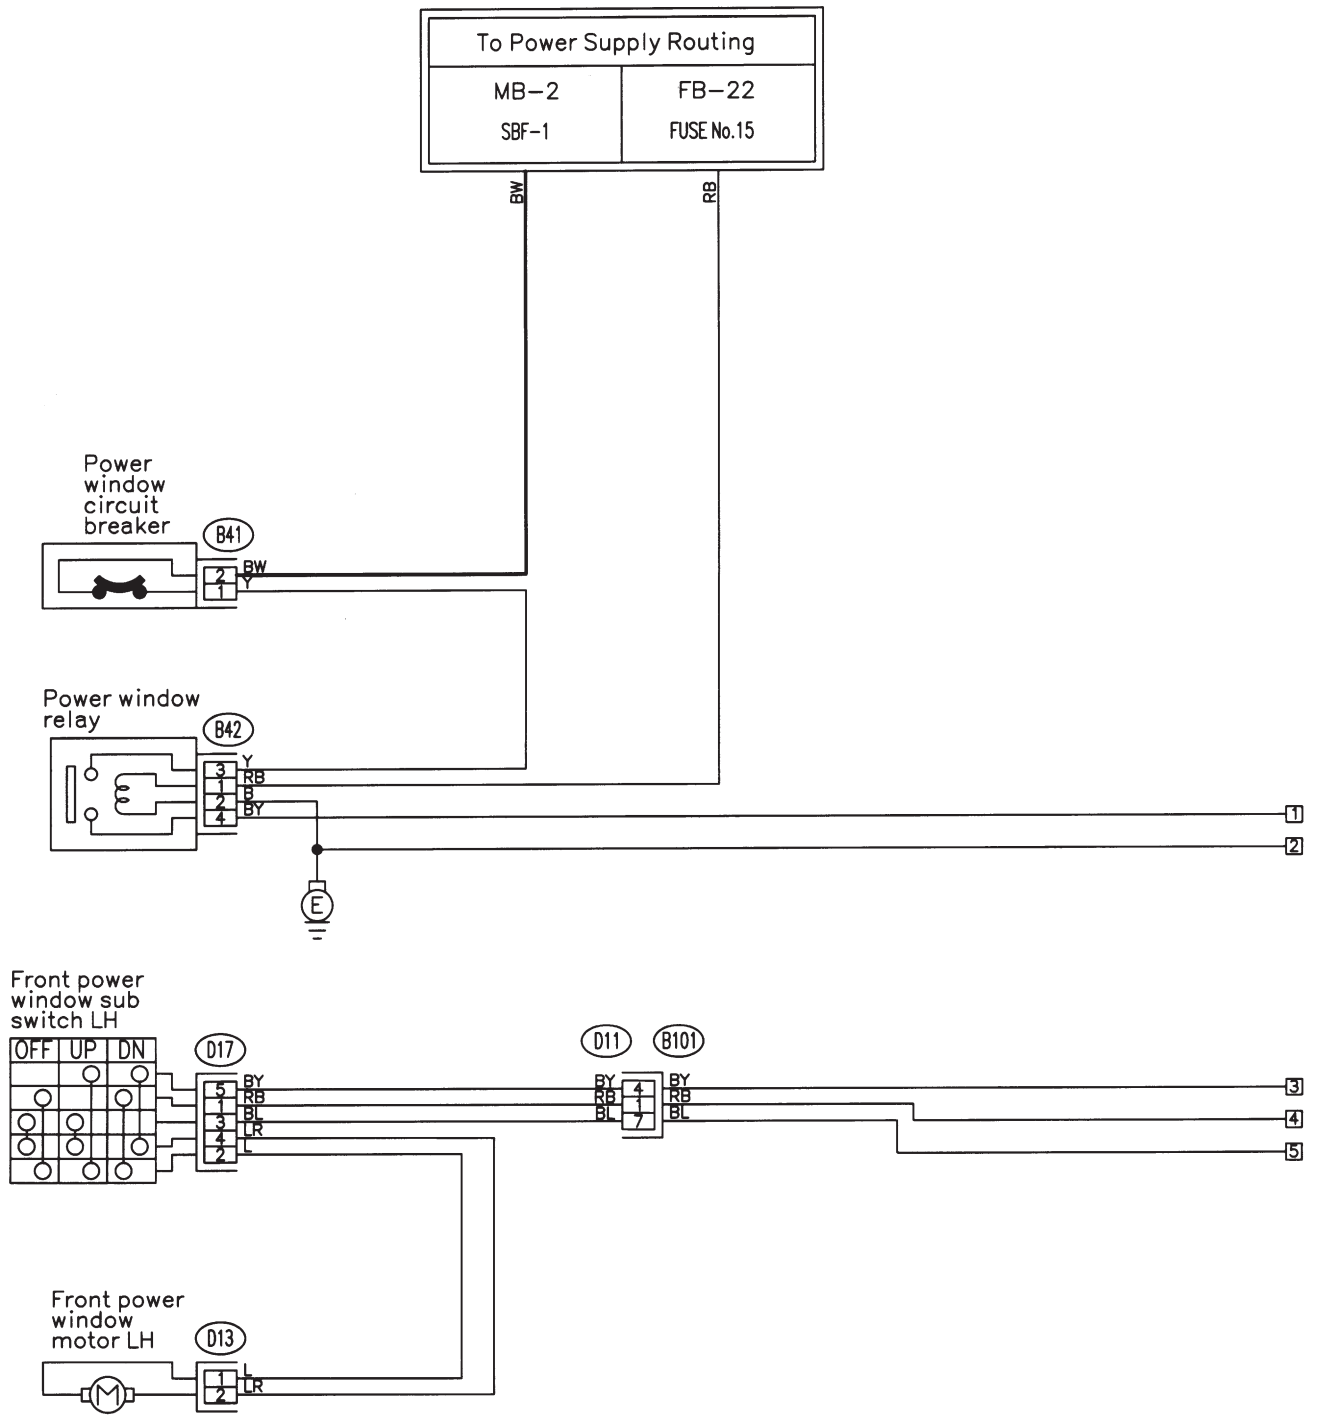 To Power Supply Routing
MB-2
FB-22
SBF-1
FUSE No.15
BW
RB
Power
window
circuit
breaker
B41
2
BW
1
Y
Power window
relay
B42
3
Y
1
RB
2
B
4
BY
1
2
E
Front power
window sub
switch LH
OFF
UP
DN
D17
5
BY
1
RB
3
BL
4
LR
2
L
D11
B101
BY
4
BY
RB
1
RB
BL
7
BL
3
4
5
Front power
window
motor LH
D13
M
1
L
2
LR